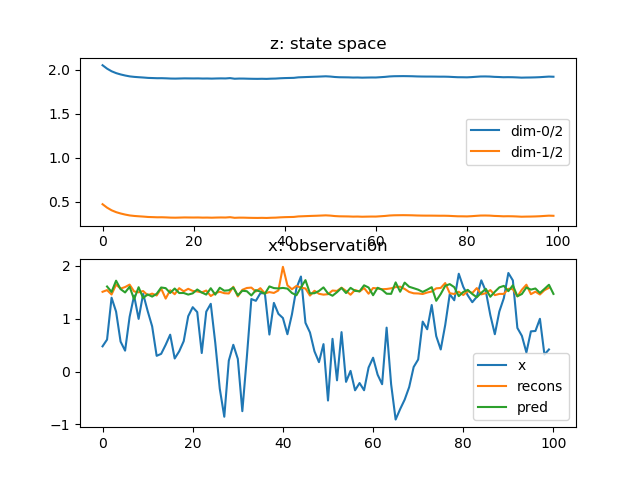 z: state space
2.0
1.5
1.0
0.5
dim-0/2
dim-1/2
0 20 40 60 80 100
x: observation
2
1
0
−1
x
recons
pred
0 20 40 60 80 100